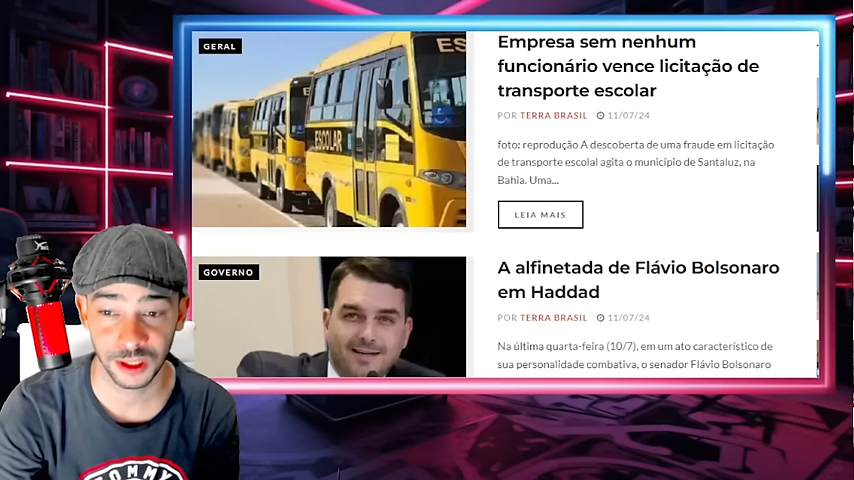 GERAL
ES
ESCOLAR
Empresa sem nenhum
funcionário vence licitação de
transporte escolar
POR TERRA BRASIL 11/07/24
foto: reprodução A descoberta de uma fraude em licitação
de transporte escolal agita o município de Santaluz, na
Bahia. Uma...
LEIA MAIS
GOVERNO
A alfinetada de Flávio Bolsonaro
em Haddad
POR TERRA BRASIL 11/07/24
Na última quarta-feira (10/7), em um ato característico de
sua personalidade combativa, o senador Flávio Bolsonaro
TOMMY